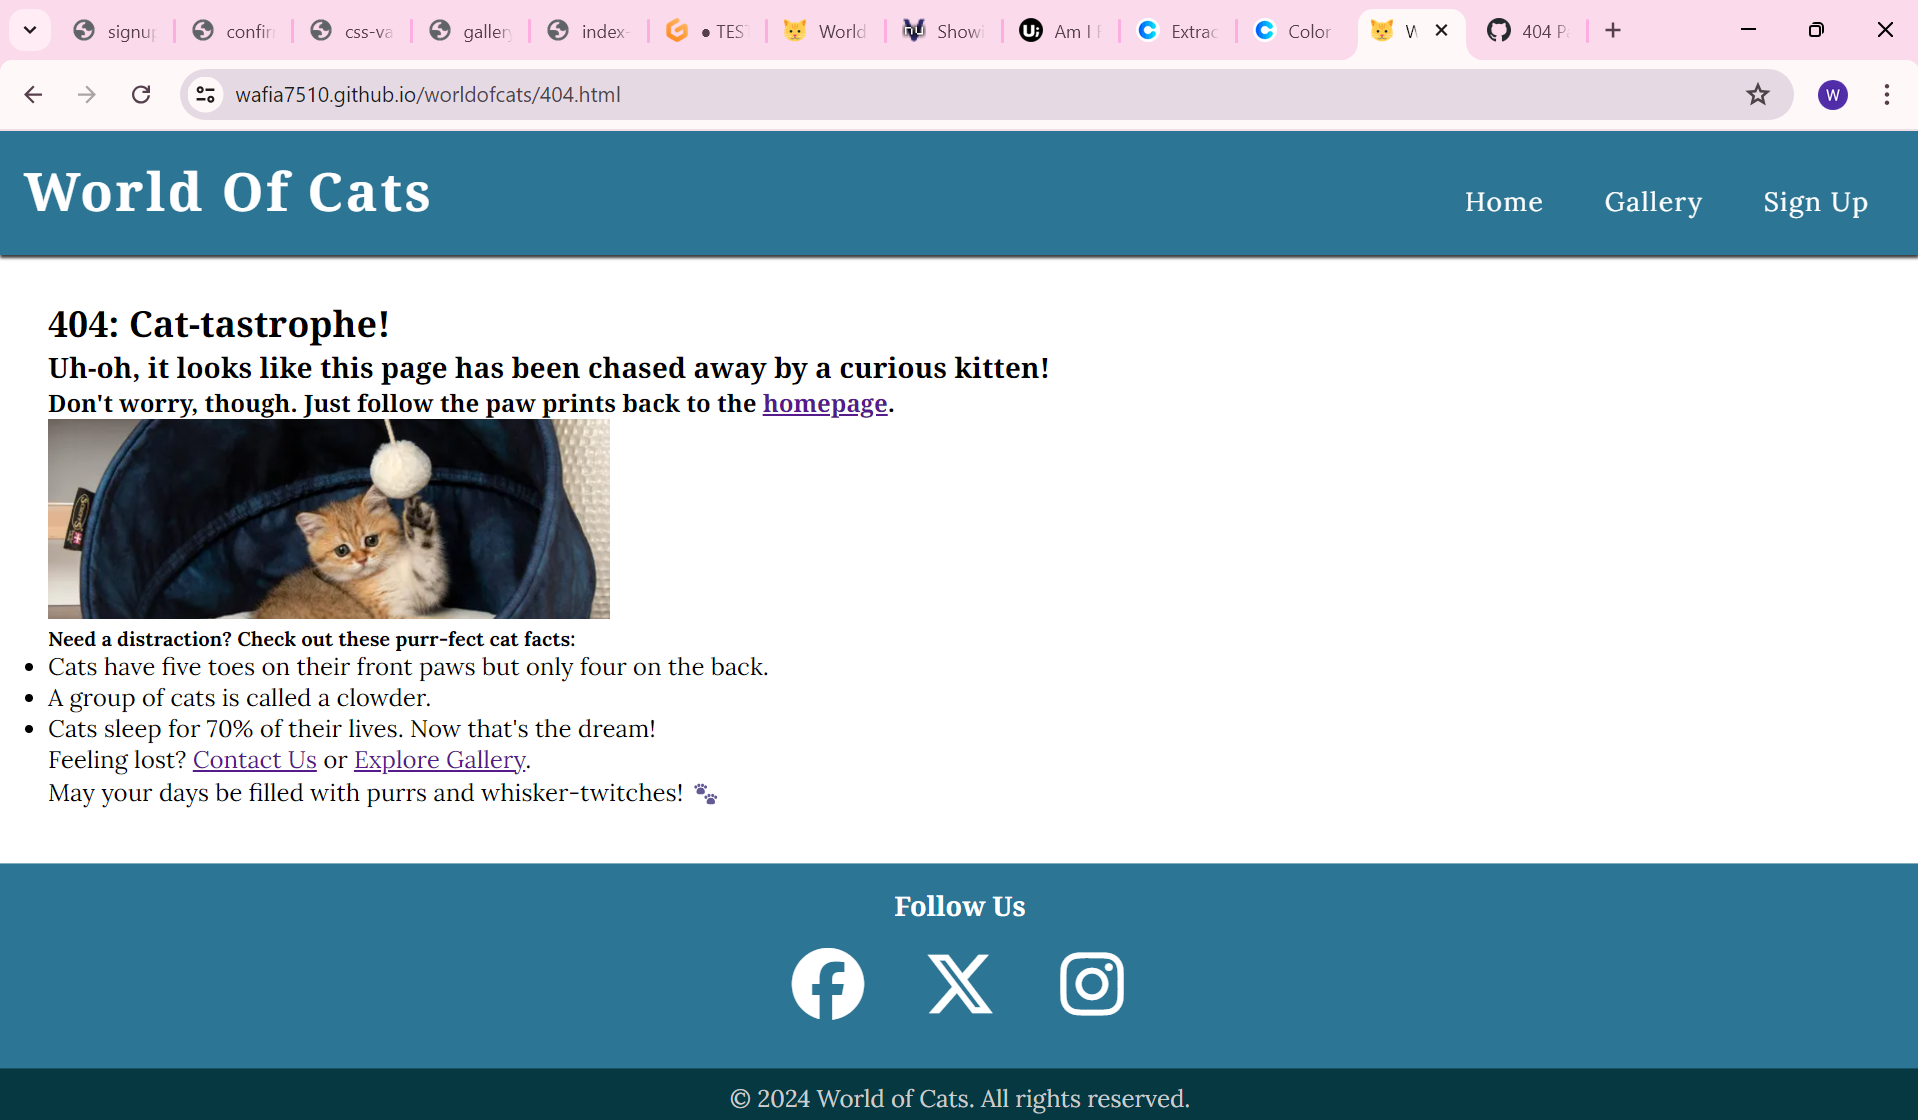 signup
confir
css-va
gallery
index-
● TEST
World
Showi
Am I
Extrac
Color
W
404 Pa
wafia7510.github.io/worldofcats/404.html
W
World Of Cats
Home
Gallery
Sign Up
404: Cat-tastrophe!
Uh-oh, it looks like this page has been chased away by a curious kitten!
Don't worry, though. Just follow the paw prints back to the homepage.
Need a distraction? Check out these purr-fect cat facts:
• Cats have five toes on their front paws but only four on the back.
• A group of cats is called a clowder.
• Cats sleep for 70% of their lives. Now that's the dream!
Feeling lost? Contact Us or Explore Gallery.
May your days be filled with purrs and whisker-twitches! 🐾
Follow Us
© 2024 World of Cats. All rights reserved.